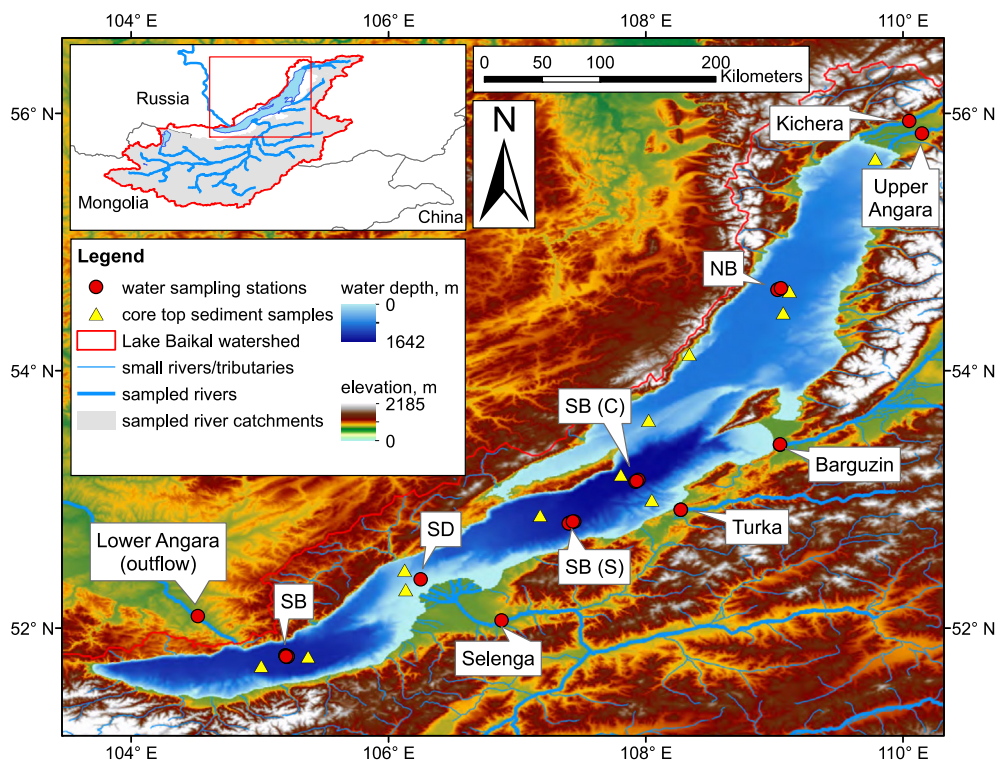 104° E
106° E
108° E
110° E
Russia
Mongolia
China
0
50
100
200
Kilometers
N
56° N
56° N
Kichera
Upper
Angara
NB
Legend
water sampling stations
core top sediment samples
Lake Baikal watershed
small rivers/tributaries
sampled rivers
sampled river catchments
water depth, m
0
1642
elevation, m
2185
0
54° N
54° N
SB (C)
Barguzin
Turka
SD
SB (S)
Lower Angara
(outflow)
SB
Selenga
52° N
52° N
104° E
106° E
108° E
110° E